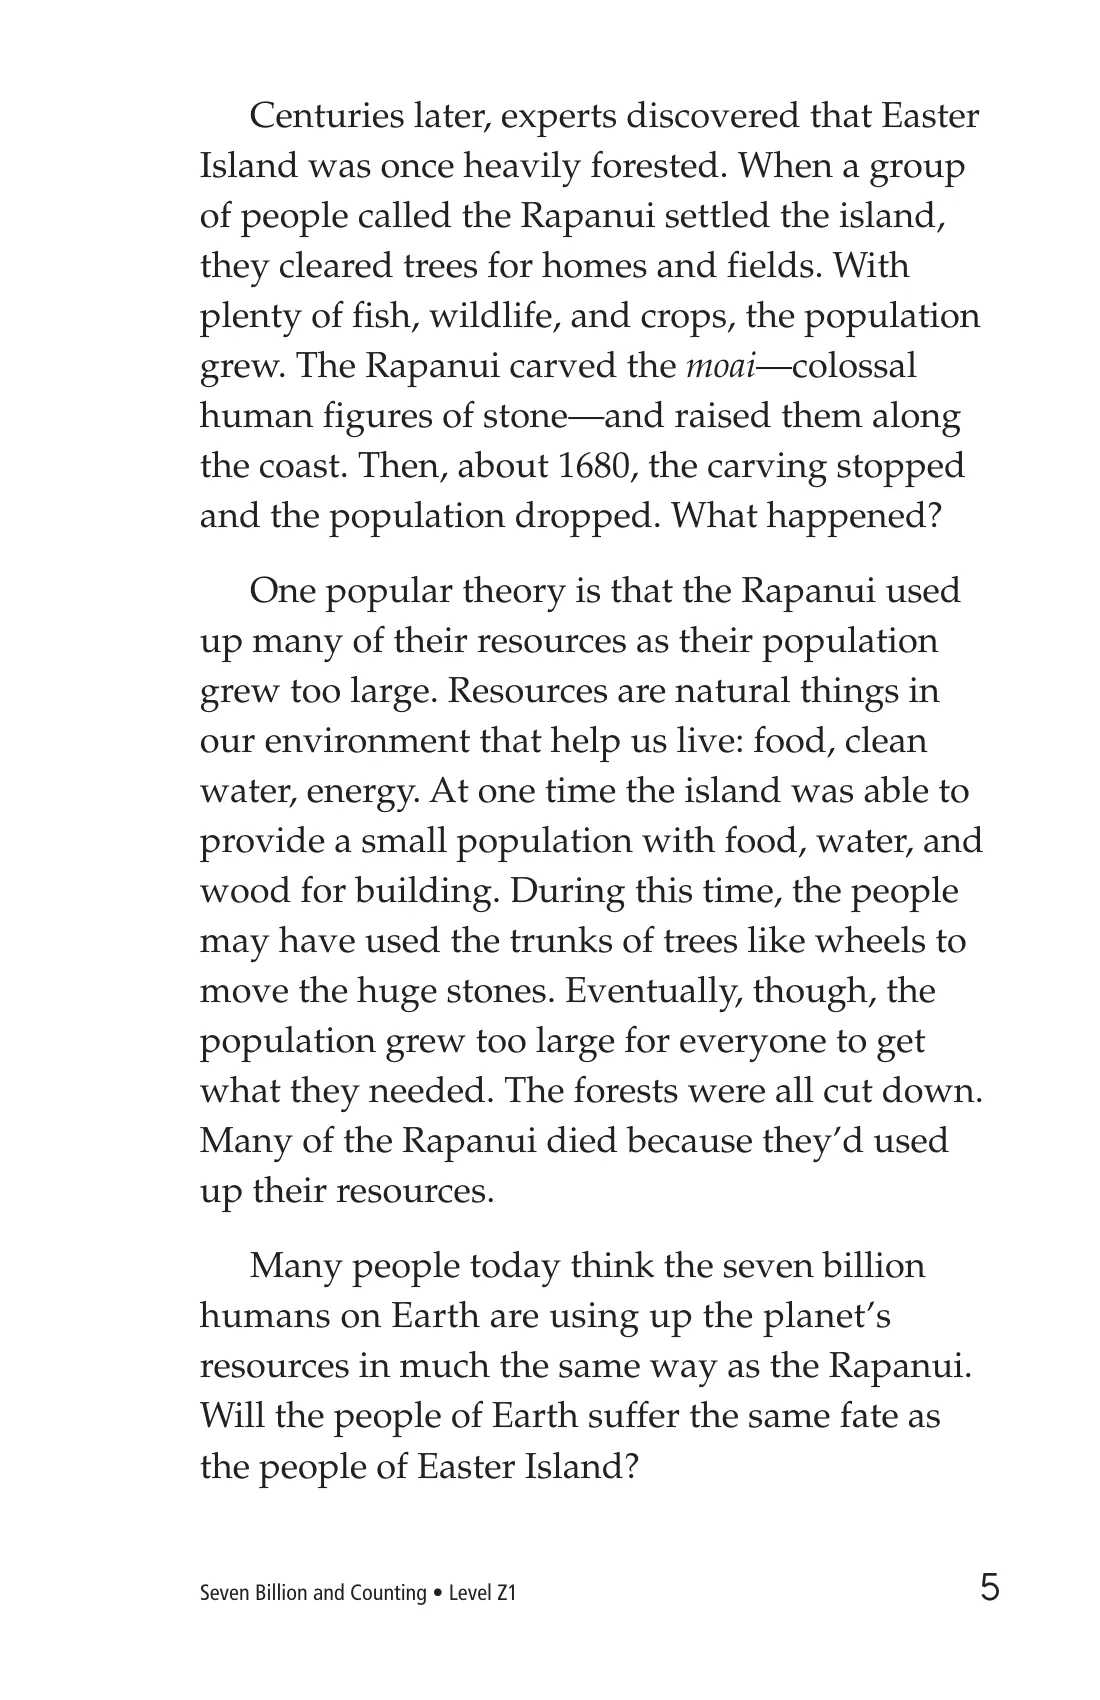 Centuries later, experts discovered that Easter
Island was once heavily forested. When a group
of people called the Rapanui settled the island,
they cleared trees for homes and fields. With
plenty of fish, wildlife, and crops, the population
grew. The Rapanui carved the moai—colossal
human figures of stone—and raised them along
the coast. Then, about 1680, the carving stopped
and the population dropped. What happened?
One popular theory is that the Rapanui used
up many of their resources as their population
grew too large. Resources are natural things in
our environment that help us live: food, clean
water, energy. At one time the island was able to
provide a small population with food, water, and
wood for building. During this time, the people
may have used the trunks of trees like wheels to
move the huge stones. Eventually, though, the
population grew too large for everyone to get
what they needed. The forests were all cut down.
Many of the Rapanui died because they’d used
up their resources.
Many people today think the seven billion
humans on Earth are using up the planet’s
resources in much the same way as the Rapanui.
Will the people of Earth suffer the same fate as
the people of Easter Island?
Seven Billion and Counting • Level Z1 5